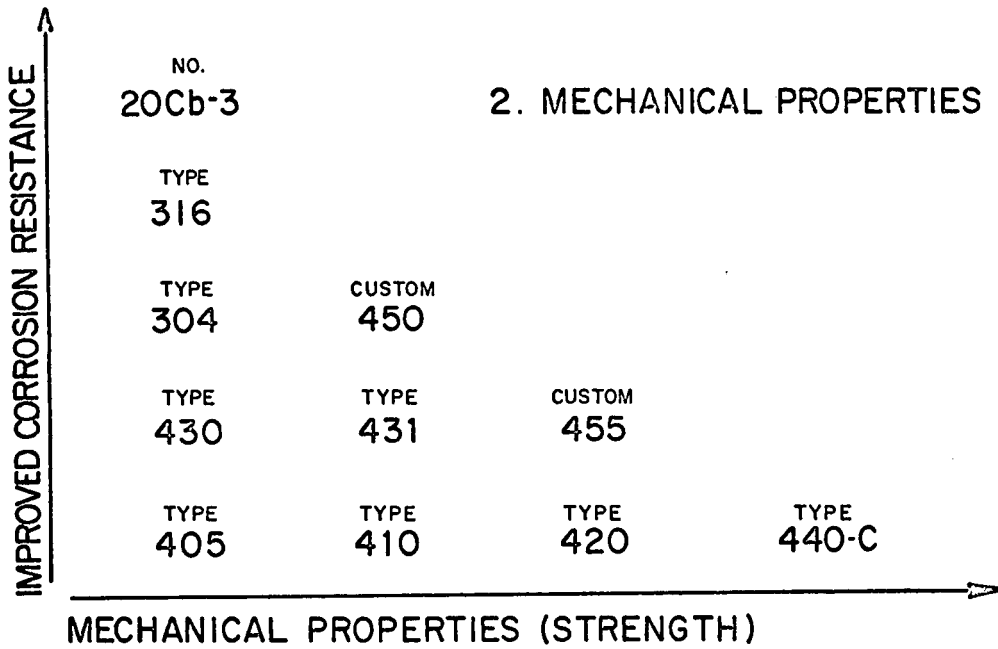 IMPROVED CORROSION RESISTANCE
NO.
20Cb-3
2. MECHANICAL PROPERTIES
TYPE
316
TYPE CUSTOM
304 450
TYPE TYPE CUSTOM
430 431 455
TYPE TYPE TYPE TYPE
405 410 420 440-C
MECHANICAL PROPERTIES (STRENGTH)